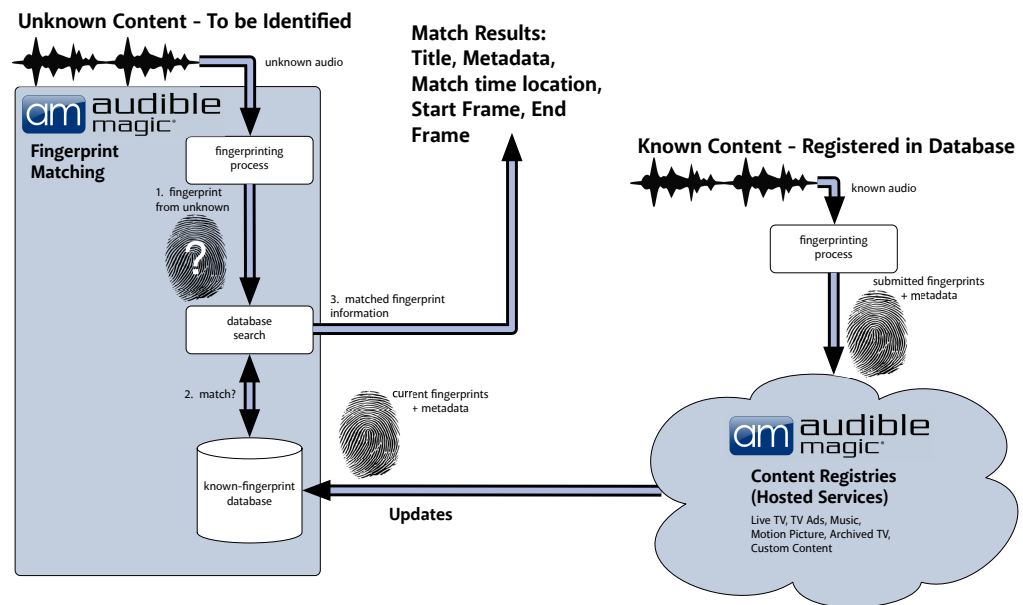 Unknown Content - To be Identified
unknown audio
am audible
magic®
Fingerprint
Matching
fingerprinting
process
1. fingerprint
from unknown
?
database
search
2. match?
known-fingerprint
database
3. matched fingerprint
information
Match Results:
Title, Metadata,
Match time location,
Start Frame, End
Frame
current fingerprints
+ metadata
Updates
Known Content - Registered in Database
known audio
fingerprinting
process
submitted fingerprints
+ metadata
am audible
magic®
Content Registries
(Hosted Services)
Live TV, TV Ads, Music,
Motion Picture, Archived TV,
Custom Content